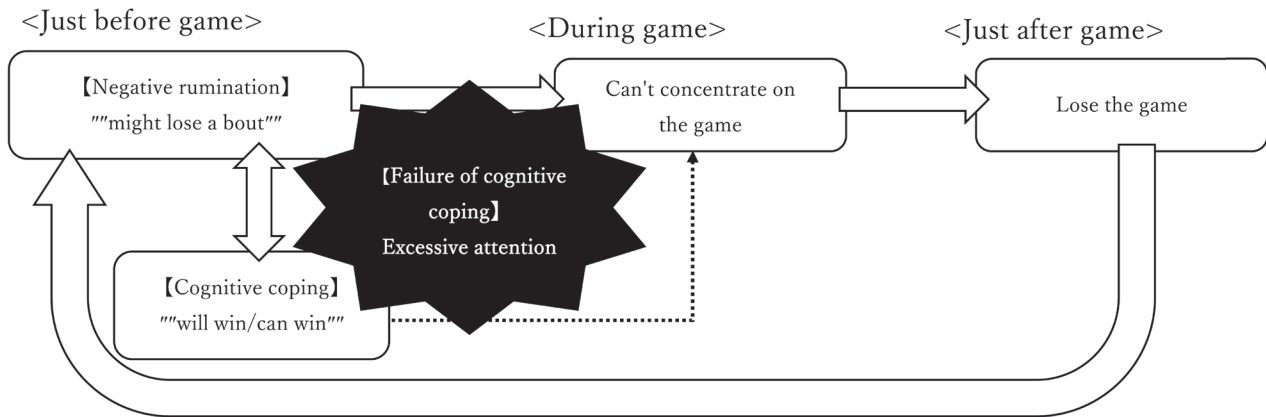 <Just before game>
<During game>
<Just after game>
【Negative rumination】
""might lose a bout""
Can't concentrate on
the game
Lose the game
【Failure of cognitive
coping】
Excessive attention
【Cognitive coping】
""will win/can win""